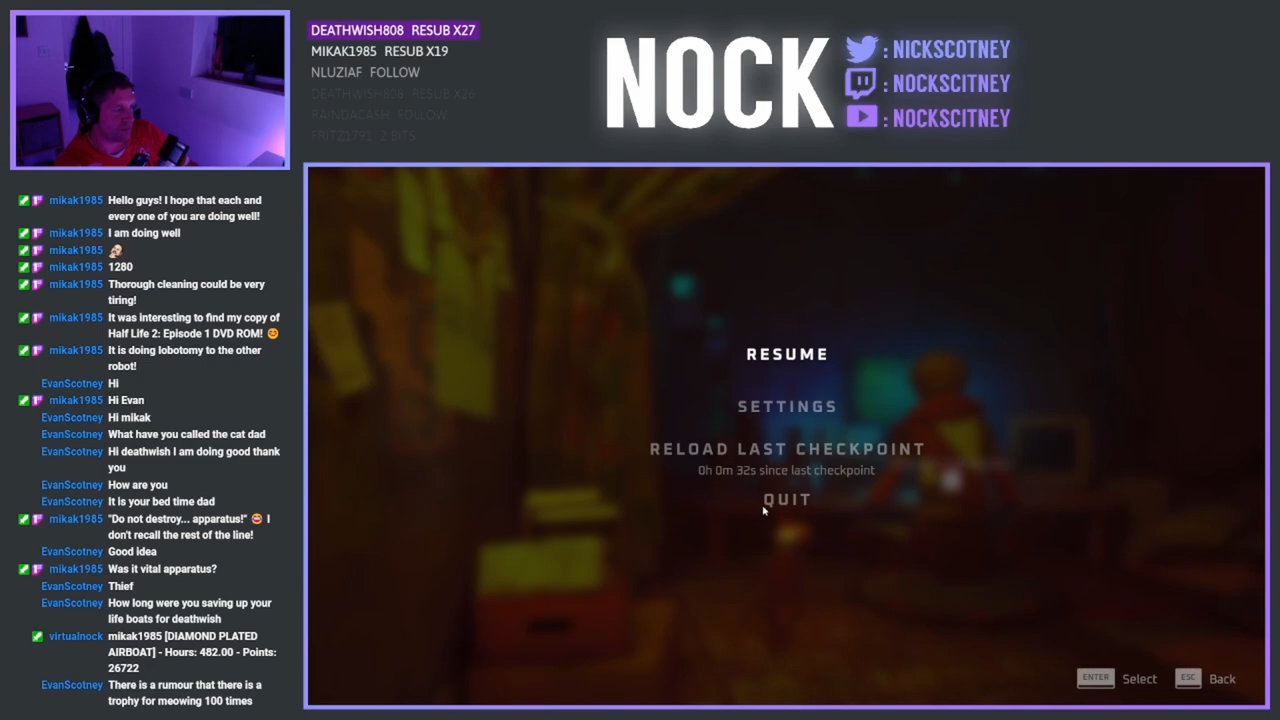 DEATHWISH808 RESUB X27
MIKAK1985 RESUB X19
NLUZIAF FOLLOW
DEATHWISH808 RESUB X26
RAINDACASH FOLLOW
FRITZ1791 2 BITS
NOCK
: NICKSCOTNEY
: NOCKSCITNEY
: NOCKSCITNEY
mikak1985 Hello guys! I hope that each and
every one of you are doing well!
mikak1985 I am doing well
mikak1985
mikak1985 1280
mikak1985 Thorough cleaning could be very
tiring!
mikak1985 It was interesting to find my copy of
Half Life 2: Episode 1 DVD ROM! 😊
mikak1985 It is doing lobotomy to the other
robot!
EvanScotney Hi
mikak1985 Hi Evan
EvanScotney Hi mikak
EvanScotney What have you called the cat dad
EvanScotney Hi deathwish I am doing good thank
you
EvanScotney How are you
EvanScotney It is your bed time dad
mikak1985 "Do not destroy... apparatus!" 😂 I
don't recall the rest of the line!
EvanScotney Good idea
mikak1985 Was it vital apparatus?
EvanScotney Thief
EvanScotney How long were you saving up your
life boats for deathwish
virtualnock mikak1985 [DIAMOND PLATED
AIRBOAT] - Hours: 482.00 - Points:
26722
EvanScotney There is a rumour that there is a
trophy for meowing 100 times
RESUME
SETTINGS
RELOAD LAST CHECKPOINT
0h 0m 32s since last checkpoint
QUIT
ENTER Select ESC Back